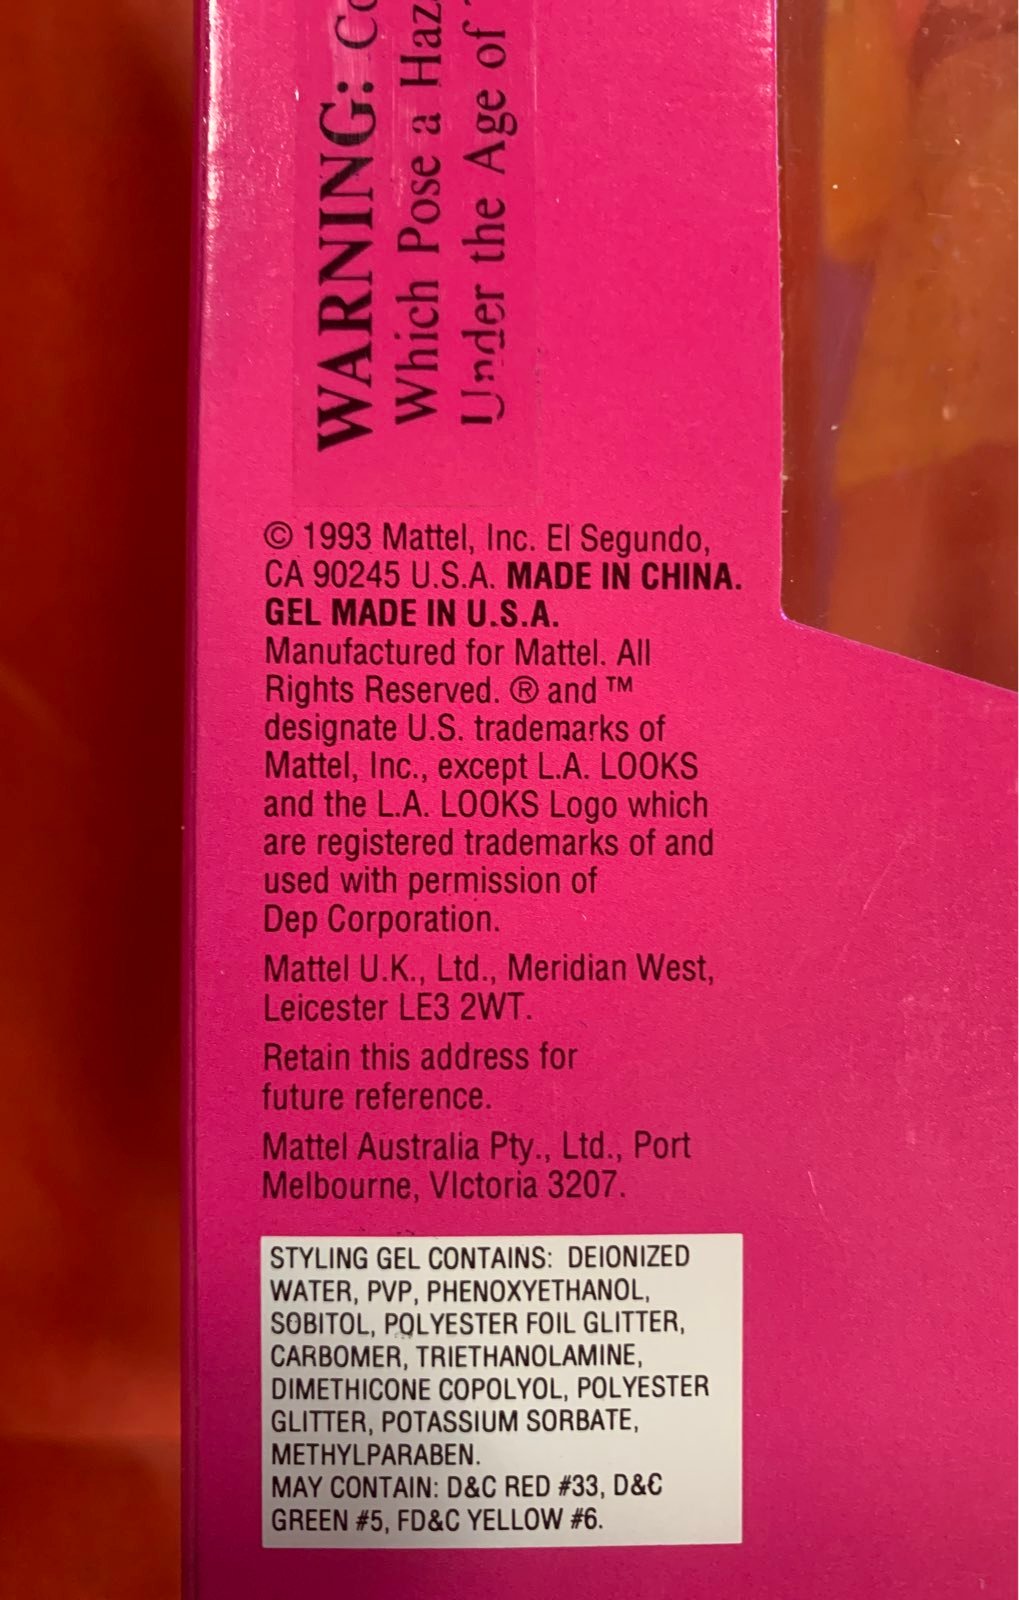 WARNING:
Which Pose a
Under the Age of
© 1993 Mattel, Inc. El Segundo,
CA 90245 U.S.A. MADE IN CHINA.
GEL MADE IN U.S.A.
Manufactured for Mattel. All
Rights Reserved. ® and ™
designate U.S. trademarks of
Mattel, Inc., except L.A. LOOKS
and the L.A. LOOKS Logo which
are registered trademarks of and
used with permission of
Dep Corporation.
Mattel U.K., Ltd., Meridian West,
Leicester LE3 2WT.
Retain this address for
future reference.
Mattel Australia Pty., Ltd., Port
Melbourne, VIctoria 3207.
STYLING GEL CONTAINS: DEIONIZED
WATER, PVP, PHENOXYETHANOL,
SOBITOL, POLYESTER FOIL GLITTER,
CARBOMER, TRIETHANOLAMINE,
DIMETHICONE COPOLYOL, POLYESTER
GLITTER, POTASSIUM SORBATE,
METHYLPARABEN.
MAY CONTAIN: D&C RED #33, D&C
GREEN #5, FD&C YELLOW #6.